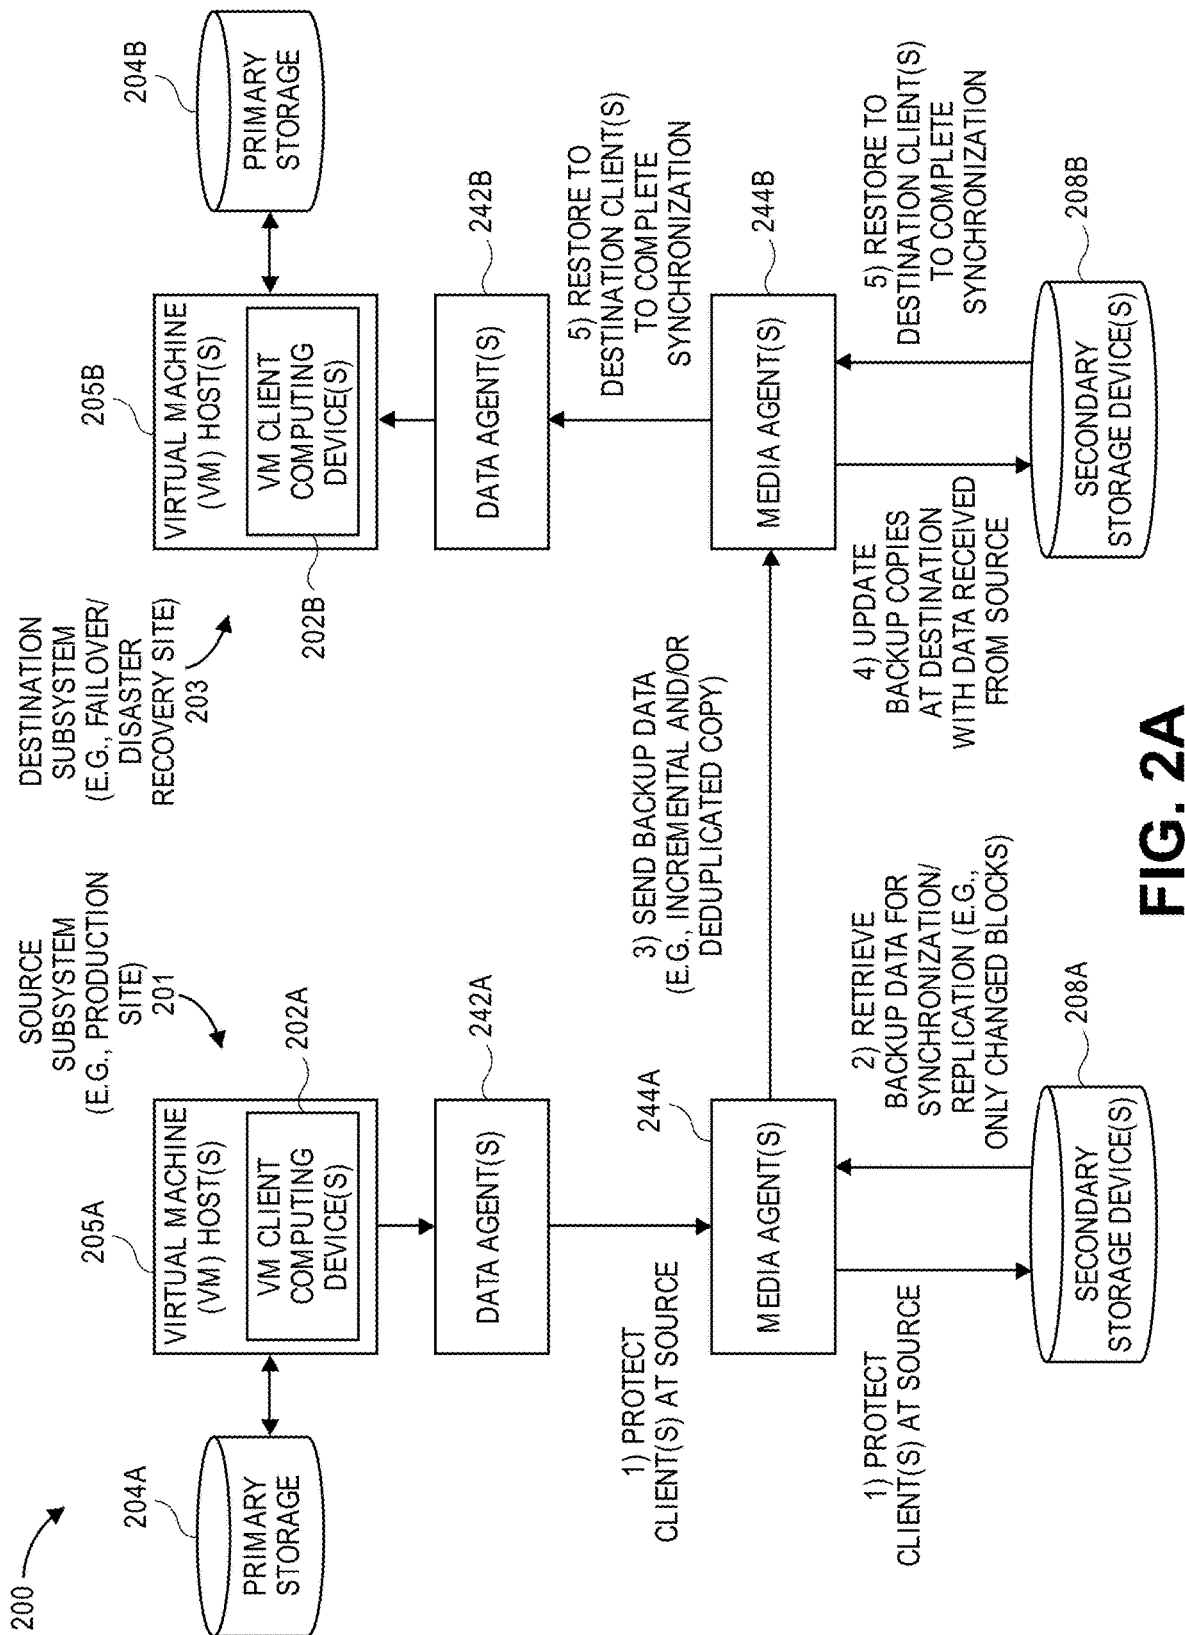 200
SOURCE
SUBSYSTEM
(E.G., PRODUCTION
SITE)
201
DESTINATION
SUBSYSTEM
(E.G., FAILOVER/
DISASTER
RECOVERY SITE)
203
204A
PRIMARY
STORAGE
205A
VIRTUAL MACHINE
(VM) HOST(S)
VM CLIENT
COMPUTING
DEVICE(S)
202A
205B
VIRTUAL MACHINE
(VM) HOST(S)
VM CLIENT
COMPUTING
DEVICE(S)
202B
204B
PRIMARY
STORAGE
DATA AGENT(S)
242A
DATA AGENT(S)
242B
1) PROTECT
CLIENT(S) AT SOURCE
3) SEND BACKUP DATA
(E.G., INCREMENTAL AND/OR
DEDUPLICATED COPY)
5) RESTORE TO
DESTINATION CLIENT(S)
TO COMPLETE
SYNCHRONIZATION
MEDIA AGENT(S)
244A
MEDIA AGENT(S)
244B
1) PROTECT
CLIENT(S) AT SOURCE
2) RETRIEVE
BACKUP DATA FOR
SYNCHRONIZATION/
REPLICATION (E.G.,
ONLY CHANGED BLOCKS)
4) UPDATE
BACKUP COPIES
AT DESTINATION
WITH DATA RECEIVED
FROM SOURCE
5) RESTORE TO
DESTINATION CLIENT(S)
TO COMPLETE
SYNCHRONIZATION
SECONDARY
STORAGE DEVICE(S)
208A
SECONDARY
STORAGE DEVICE(S)
208B
FIG. 2A